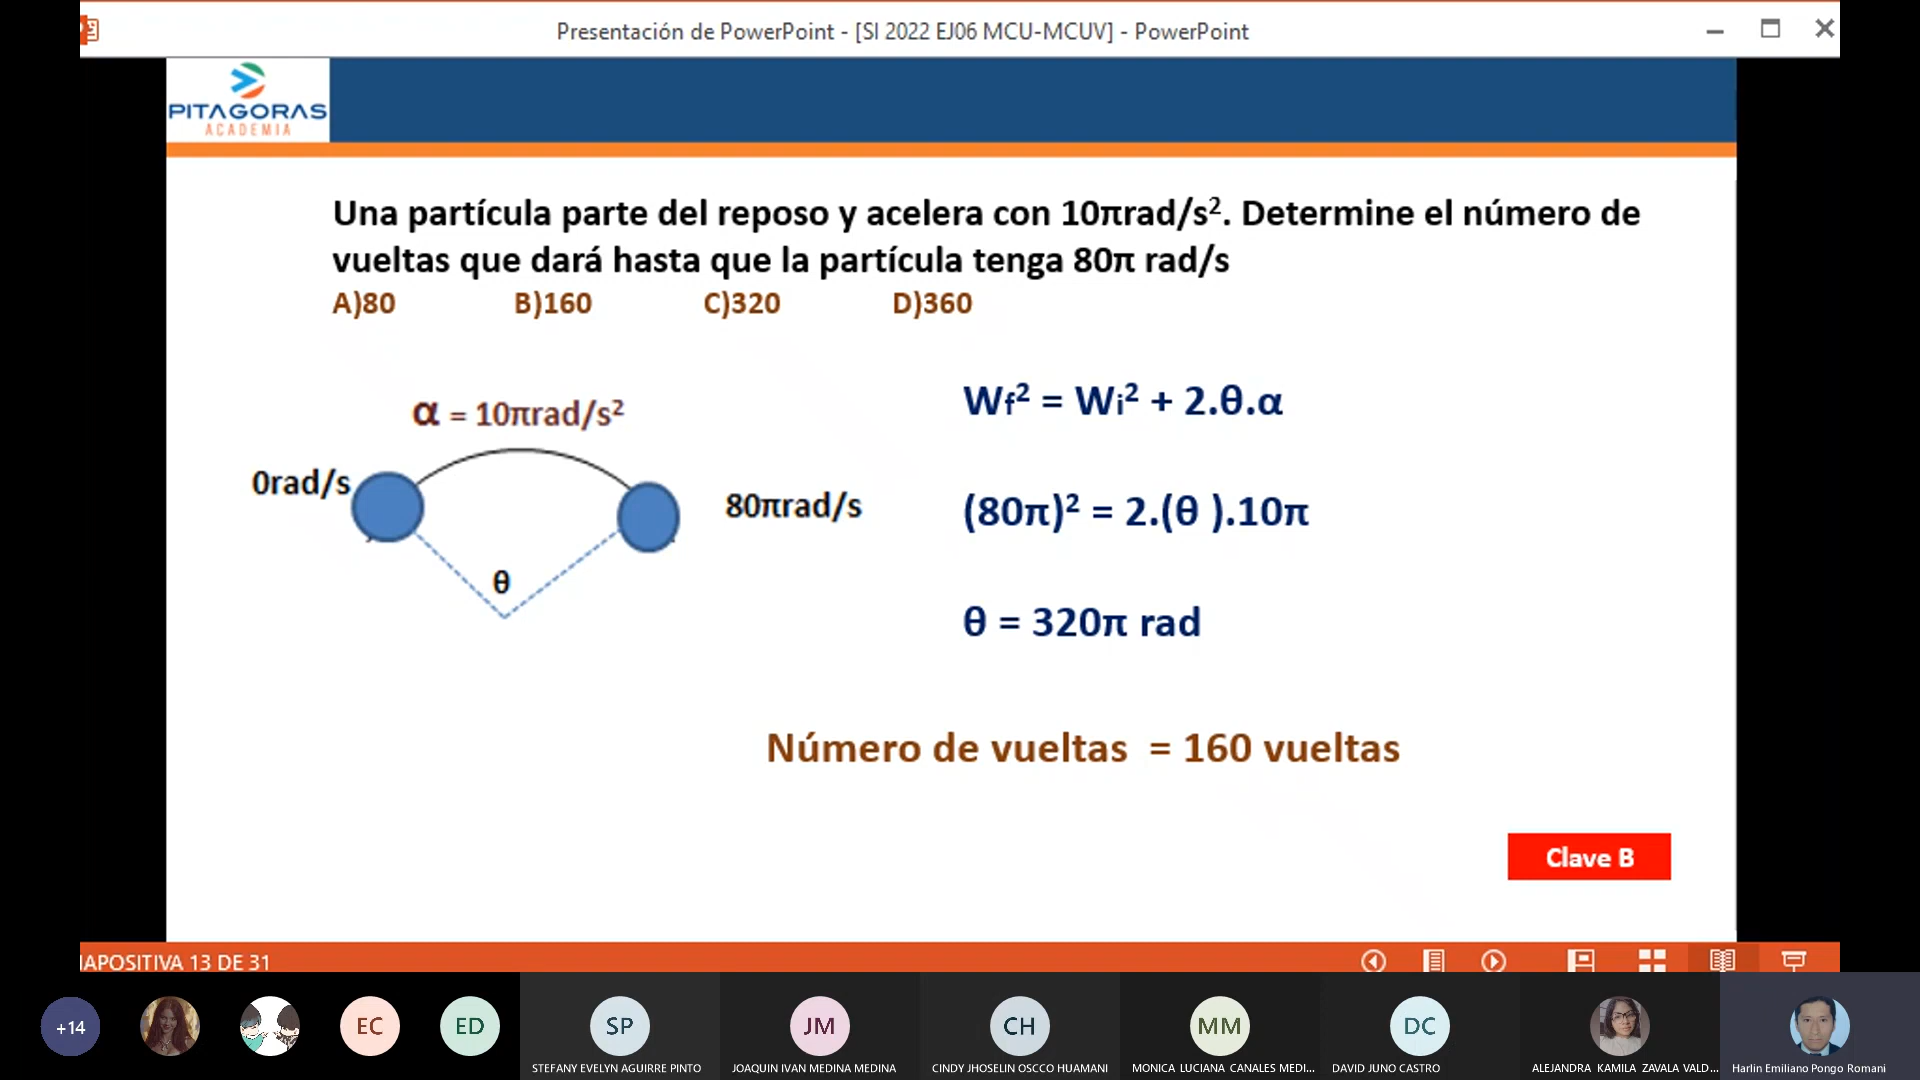 Presentación de PowerPoint - [SI 2022 EJ06 MCU-MCUV] - PowerPoint
PITAGORAS
ACADEMIA
Una partícula parte del reposo y acelera con 10πrad/s². Determine el número de
vueltas que dará hasta que la partícula tenga 80π rad/s
A)80 B)160 C)320 D)360
α = 10πrad/s²
0rad/s
80πrad/s
θ
Wf² = Wi² + 2.θ.α
(80π)² = 2.(θ ).10π
θ = 320π rad
Número de vueltas = 160 vueltas
Clave B
IAPOSITIVA 13 DE 31
+14
EC
ED
SP
JM
CH
MM
DC
STEFANY EVELYN AGUIRRE PINTO
JOAQUIN IVAN MEDINA MEDINA
CINDY JHOSELIN OSCCO HUAMANI
MONICA LUCIANA CANALES MEDI...
DAVID JUNO CASTRO
ALEJANDRA KAMILA ZAVALA VALD...
Harlin Emiliano Pongo Romani